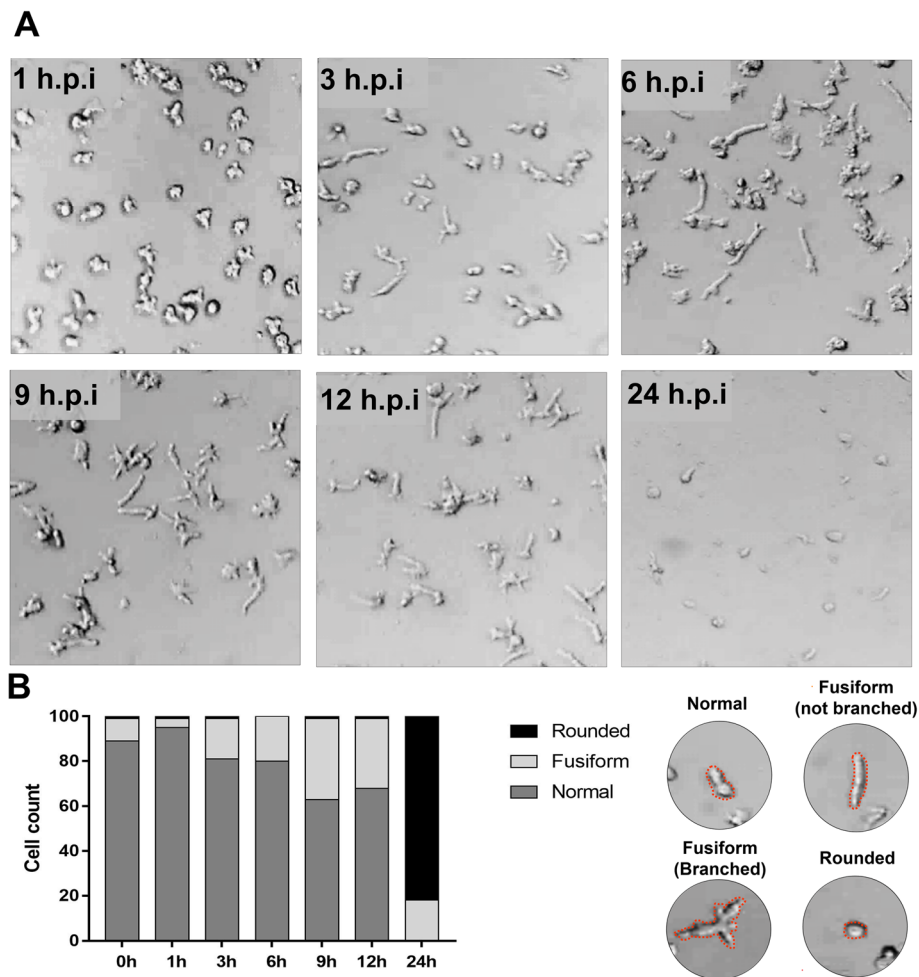 A
1 h.p.i
3 h.p.i
6 h.p.i
9 h.p.i
12 h.p.i
24 h.p.i
B
Cell count
100
80
60
40
20
0
0h
1h
3h
6h
9h
12h
24h
Rounded
Fusiform
Normal
Normal
Fusiform
(not branched)
Fusiform
(Branched)
Rounded